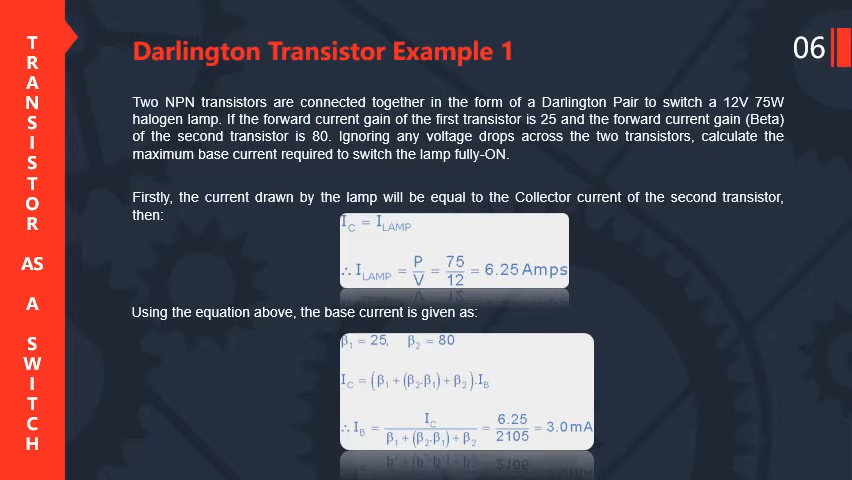 TRANSISTOR AS A SWITCH
Darlington Transistor Example 1
06
Two NPN transistors are connected together in the form of a Darlington Pair to switch a 12V 75W
halogen lamp. If the forward current gain of the first transistor is 25 and the forward current gain (Beta)
of the second transistor is 80. Ignoring any voltage drops across the two transistors, calculate the
maximum base current required to switch the lamp fully-ON.
Firstly, the current drawn by the lamp will be equal to the Collector current of the second transistor,
then:
I_C = I_LAMP
∴ I_LAMP = P/V = 75/12 = 6.25 Amps
Using the equation above, the base current is given as:
β₁ = 25, β₂ = 80
I_C = (β₁ + (β₂.β₁) + β₂).I_B
∴ I_B = I_C/(β₁ + (β₂.β₁) + β₂) = 6.25/2105 = 3.0mA